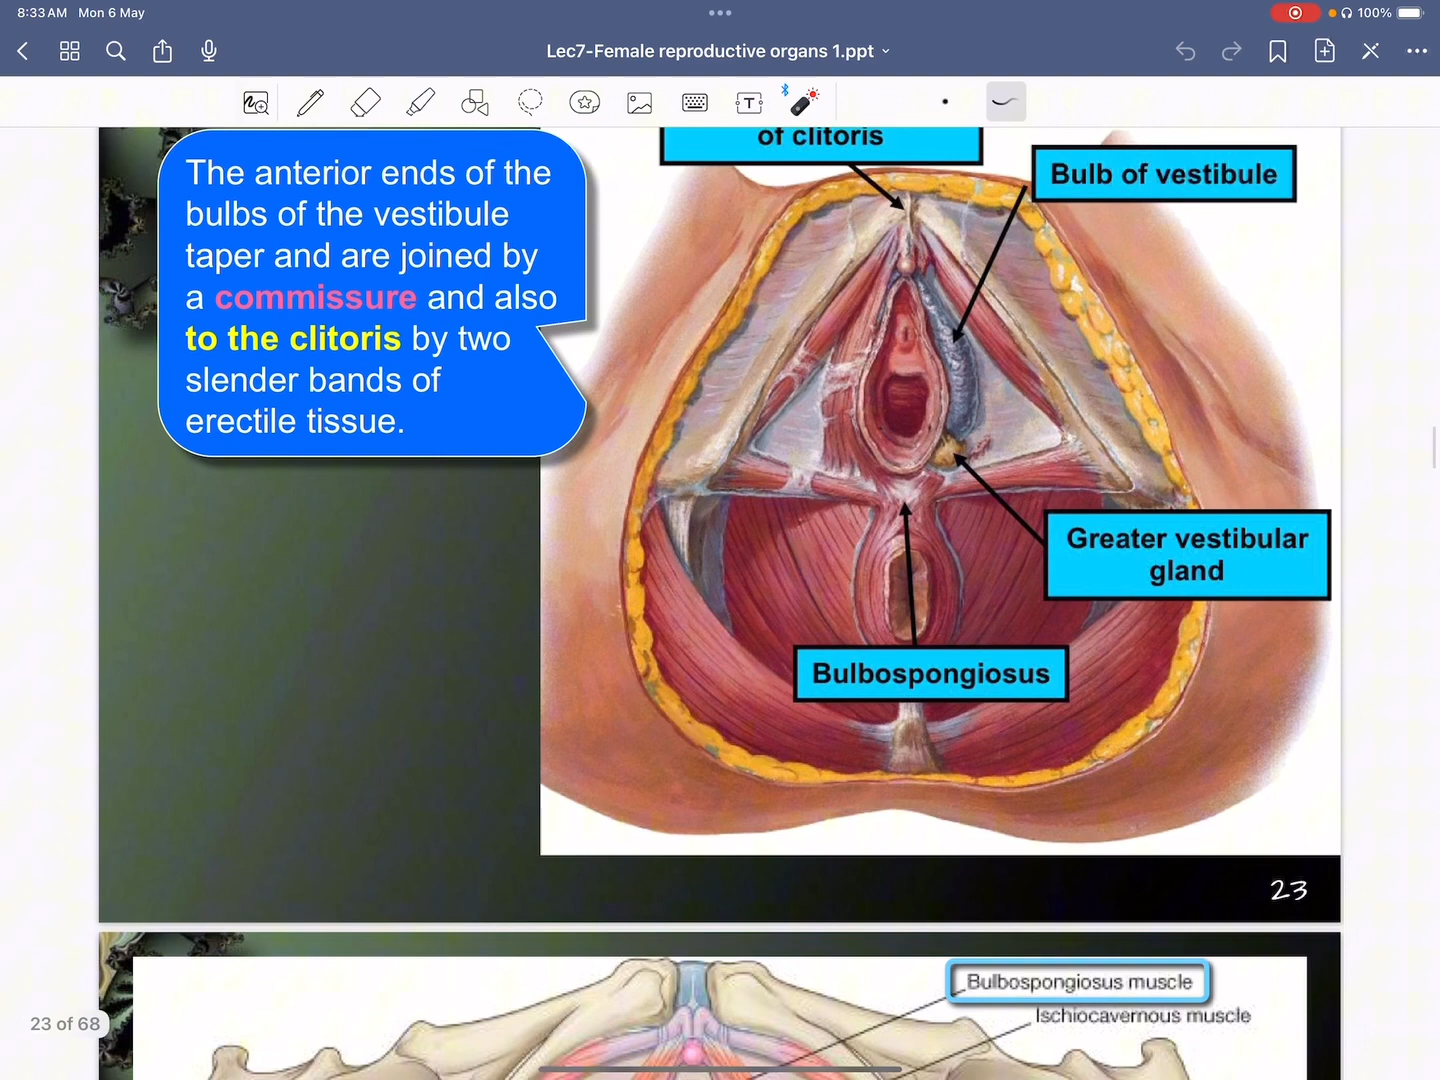 8:33 AM Mon 6 May
100%
Lec7-Female reproductive organs 1.ppt
T
The anterior ends of the
bulbs of the vestibule
taper and are joined by
a commissure and also
to the clitoris by two
slender bands of
erectile tissue.
of clitoris
Bulb of vestibule
Greater vestibular
gland
Bulbospongiosus
23
Bulbospongiosus muscle
Ischiocavernous muscle
23 of 68